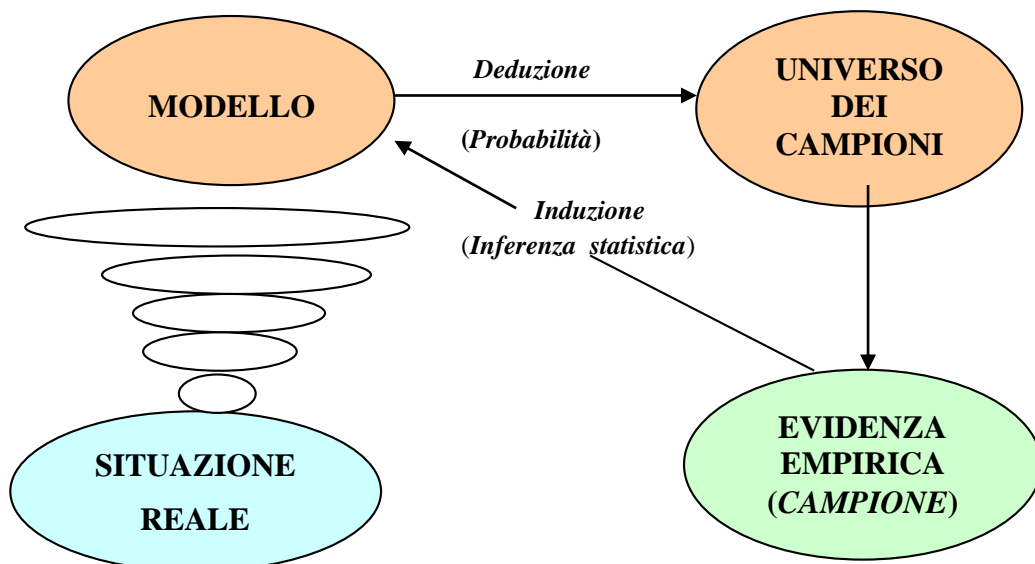 MODELLO
Deduzione
(Probabilità)
UNIVERSO
DEI
CAMPIONI
Induzione
(Inferenza statistica)
SITUAZIONE
REALE
EVIDENZA
EMPIRICA
(CAMPIONE)